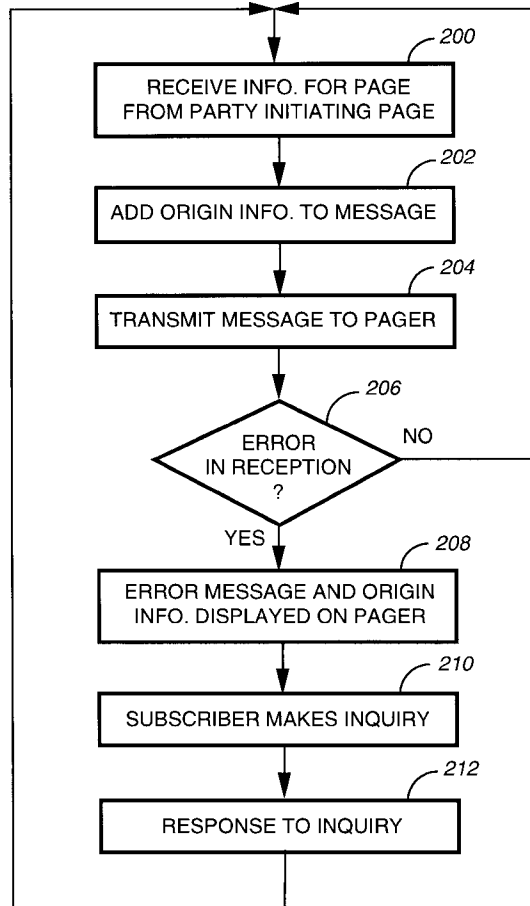 200
RECEIVE INFO. FOR PAGE
FROM PARTY INITIATING PAGE
202
ADD ORIGIN INFO. TO MESSAGE
204
TRANSMIT MESSAGE TO PAGER
206
ERROR
IN RECEPTION
?
NO
YES
208
ERROR MESSAGE AND ORIGIN
INFO. DISPLAYED ON PAGER
210
SUBSCRIBER MAKES INQUIRY
212
RESPONSE TO INQUIRY